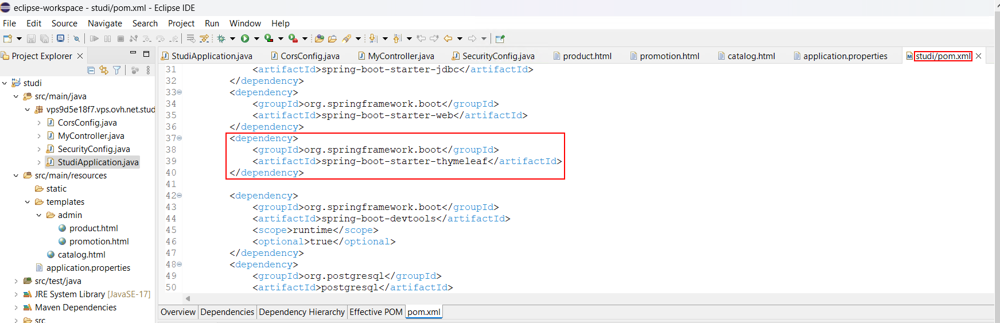 eclipse-workspace - studi/pom.xml - Eclipse IDE
File Edit Source Navigate Search Project Run Window Help
Project Explorer
studi
src/main/java
vps9d5e18f7.vps.ovh.net.stud
CorsConfig.java
MyController.java
SecurityConfig.java
StudiApplication.java
src/main/resources
static
templates
admin
product.html
promotion.html
catalog.html
application.properties
src/test/java
JRE System Library [JavaSE-17]
Maven Dependencies
src
StudiApplication.java CorsConfig.java MyController.java SecurityConfig.java product.html promotion.html catalog.html application.properties studi/pom.xml
31 <artifactId>spring-boot-starter-jdbc</artifactId>
32 </dependency>
33 <dependency>
34 <groupId>org.springframework.boot</groupId>
35 <artifactId>spring-boot-starter-web</artifactId>
36 </dependency>
37 <dependency>
38 <groupId>org.springframework.boot</groupId>
39 <artifactId>spring-boot-starter-thymeleaf</artifactId>
40 </dependency>
41
42 <dependency>
43 <groupId>org.springframework.boot</groupId>
44 <artifactId>spring-boot-devtools</artifactId>
45 <scope>runtime</scope>
46 <optional>true</optional>
47 </dependency>
48 <dependency>
49 <groupId>org.postgresql</groupId>
50 <artifactId>postgresql</artifactId>
Overview Dependencies Dependency Hierarchy Effective POM pom.xml